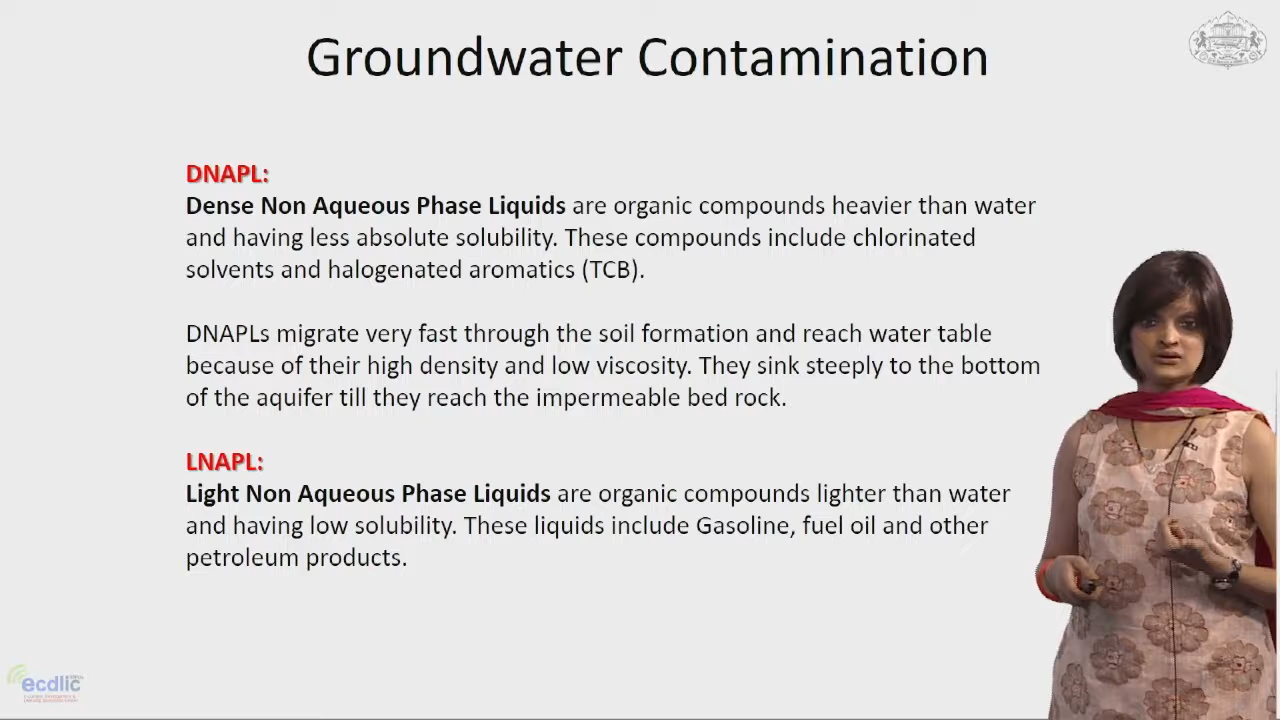 Groundwater Contamination
DNAPL:
Dense Non Aqueous Phase Liquids are organic compounds heavier than water
and having less absolute solubility. These compounds include chlorinated
solvents and halogenated aromatics (TCB).
DNAPLs migrate very fast through the soil formation and reach water table
because of their high density and low viscosity. They sink steeply to the bottom
of the aquifer till they reach the impermeable bed rock.
LNAPL:
Light Non Aqueous Phase Liquids are organic compounds lighter than water
and having low solubility. These liquids include Gasoline, fuel oil and other
petroleum products.
ecdlic